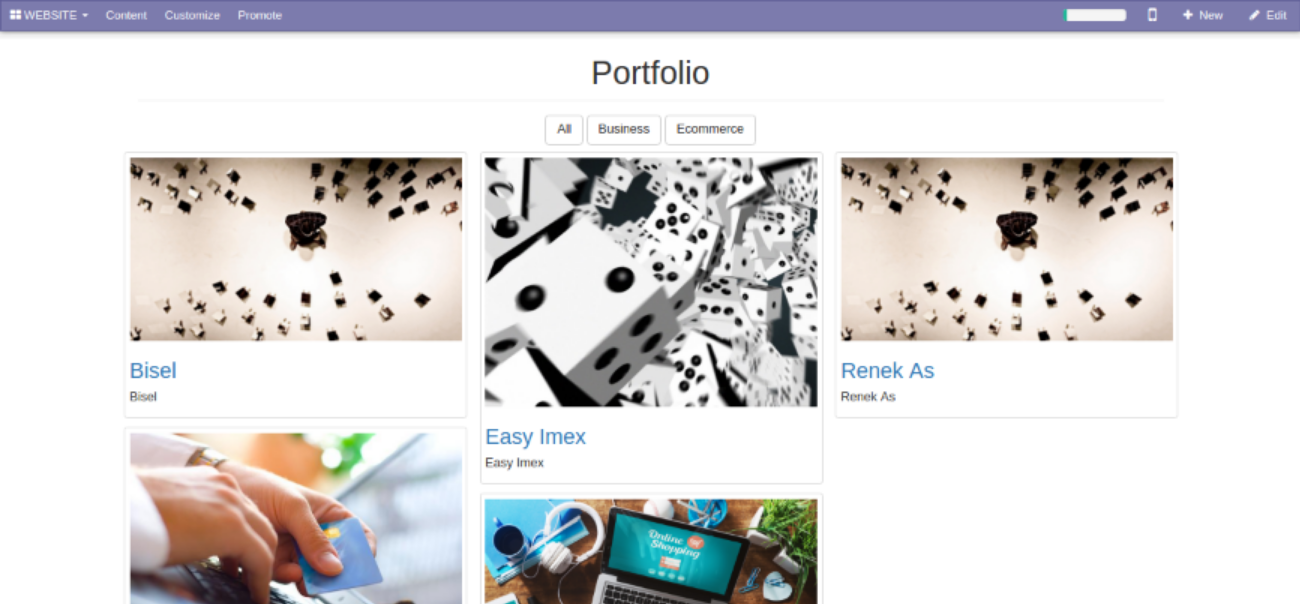 WEBSITE Content Customize Promote New Edit
Portfolio
All Business Ecommerce
Bisel
Bisel
Easy Imex
Easy Imex
Renek As
Renek As
Online
Shopping